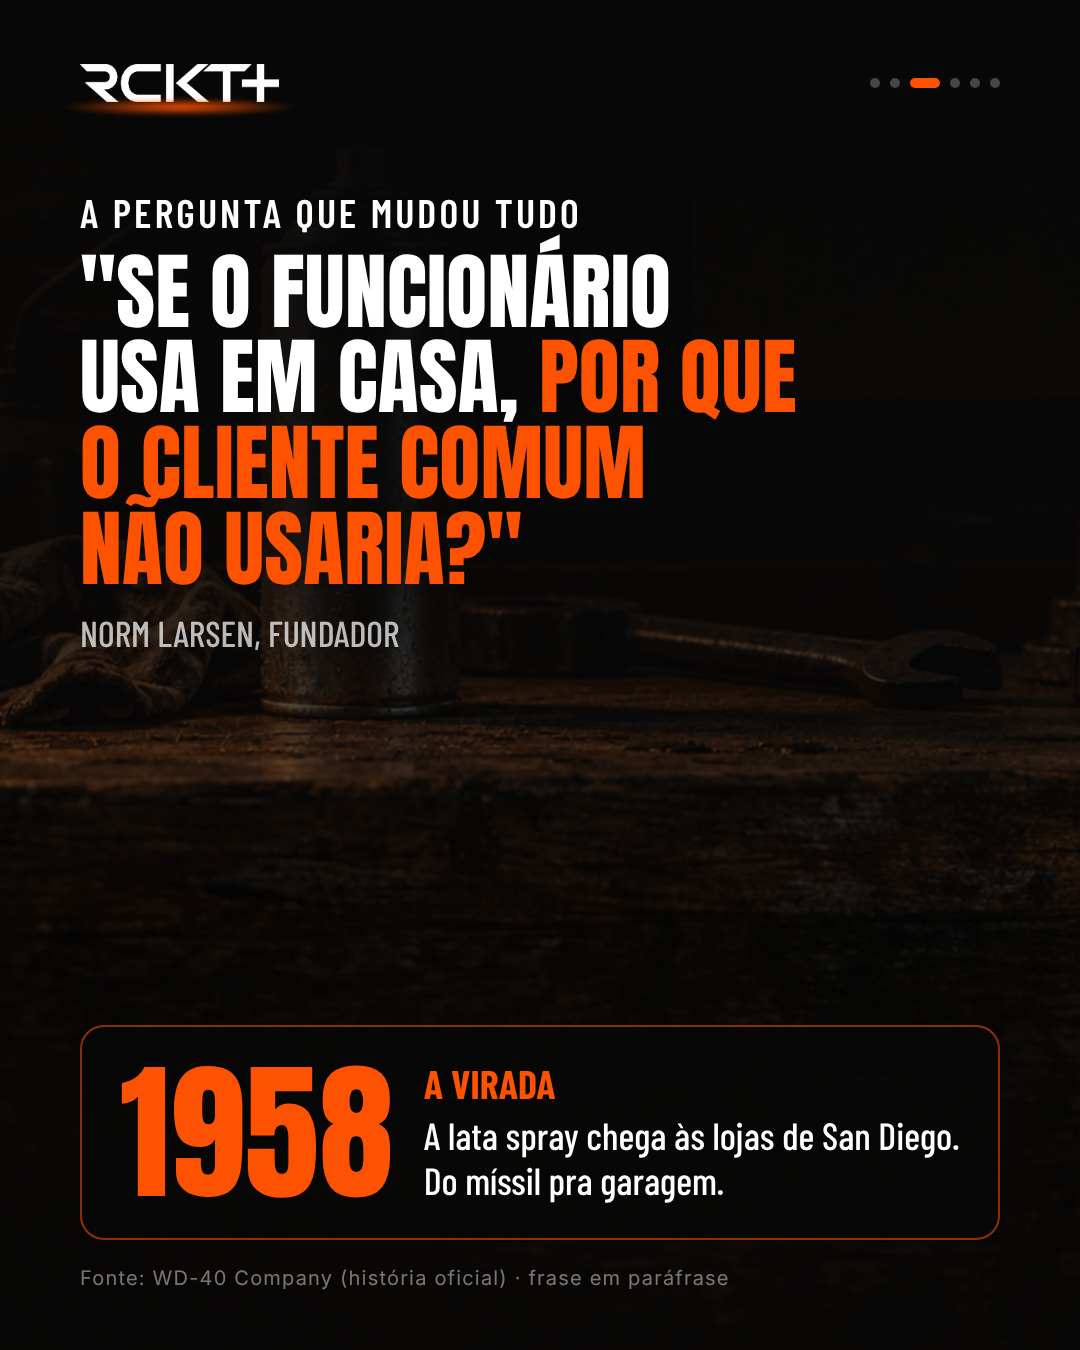 RCKT+
A PERGUNTA QUE MUDOU TUDO
"SE O FUNCIONÁRIO
USA EM CASA, POR QUE
O CLIENTE COMUM
NÃO USARIA?"
NORM LARSEN, FUNDADOR
1958
A VIRADA
A lata spray chega às lojas de San Diego.
Do míssil pra garagem.
Fonte: WD-40 Company (história oficial) · frase em paráfrase